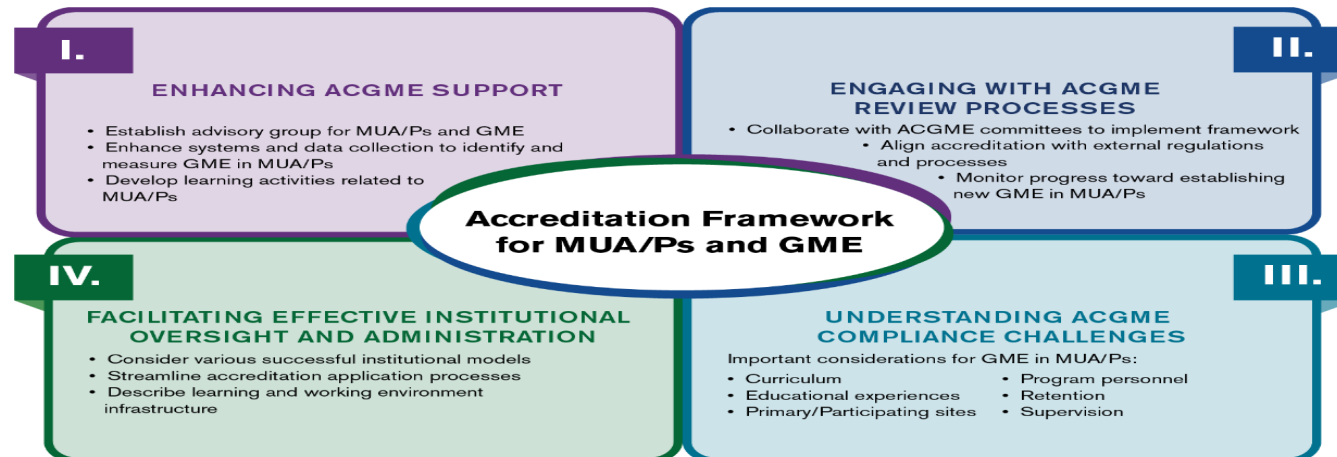 I.
ENHANCING ACGME SUPPORT
• Establish advisory group for MUA/Ps and GME
• Enhance systems and data collection to identify and
measure GME in MUA/Ps
• Develop learning activities related to
MUA/Ps
II.
ENGAGING WITH ACGME
REVIEW PROCESSES
• Collaborate with ACGME committees to implement framework
• Align accreditation with external regulations
and processes
• Monitor progress toward establishing
new GME in MUA/Ps
Accreditation Framework
for MUA/Ps and GME
IV.
FACILITATING EFFECTIVE INSTITUTIONAL
OVERSIGHT AND ADMINISTRATION
• Consider various successful institutional models
• Streamline accreditation application processes
• Describe learning and working environment
infrastructure
III.
UNDERSTANDING ACGME
COMPLIANCE CHALLENGES
Important considerations for GME in MUA/Ps:
• Curriculum
• Educational experiences
• Primary/Participating sites
• Program personnel
• Retention
• Supervision